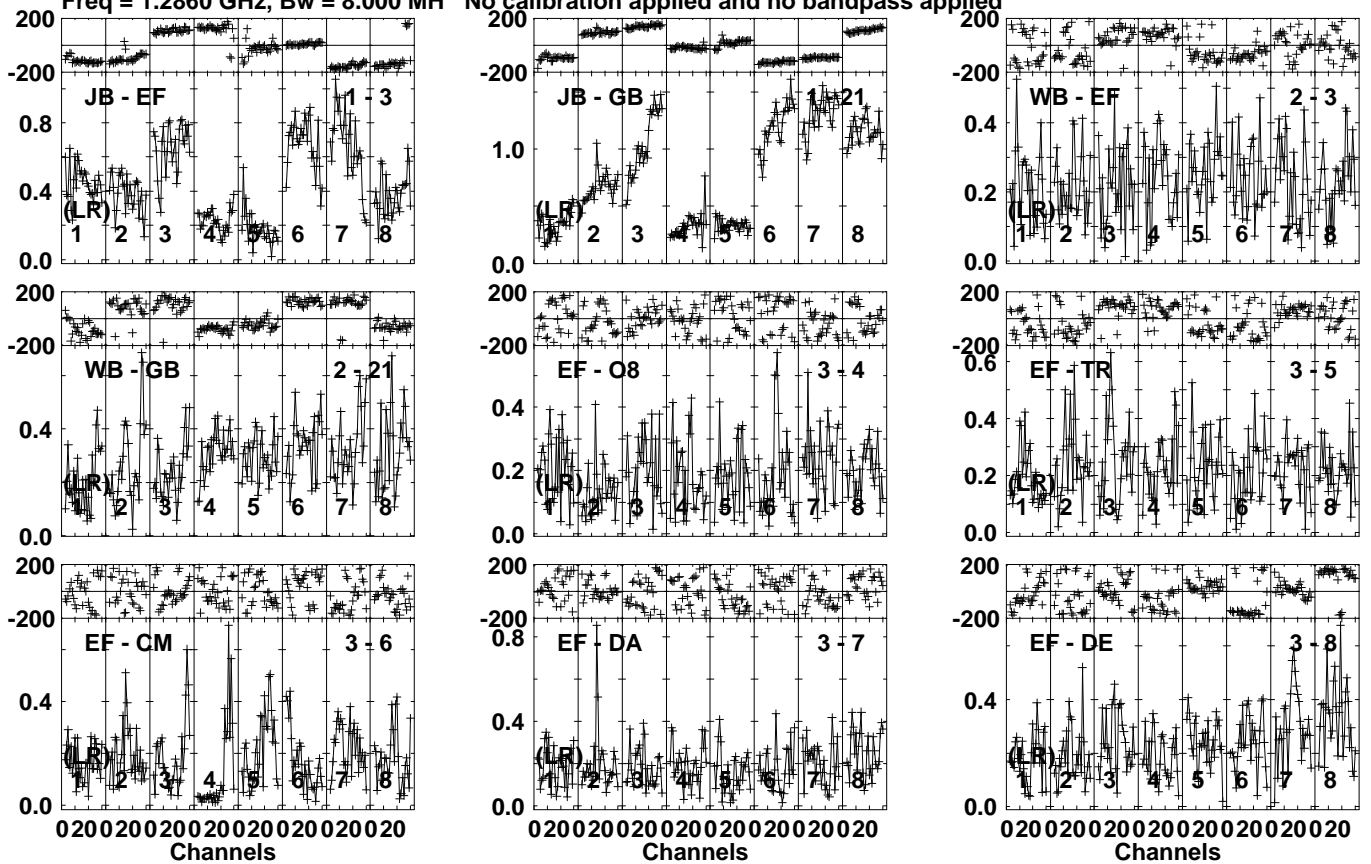 Freq = 1.2860 GHz, Bw = 8.000 MH No calibration applied and no bandpass applied
200
-200
JB - EF 1 - 3
0.8
0.4
0.0
(LR)
1 2 3 4 5 6 7 8
JB - GB 1 - 21
1.0
0.0
(LR)
1 2 3 4 5 6 7 8
200
-200
WB - EF 2 - 3
0.4
0.2
0.0
(LR)
1 2 3 4 5 6 7 8
200
-200
WB - GB 2 - 21
0.4
0.0
(LR)
1 2 3 4 5 6 7 8
200
-200
EF - O8 3 - 4
0.4
0.2
0.0
(LR)
1 2 3 4 5 6 7 8
200
-200
EF - TR 3 - 5
0.6
0.4
0.2
0.0
(LR)
1 2 3 4 5 6 7 8
200
-200
EF - CM 3 - 6
0.4
0.0
(LR)
1 2 3 4 5 6 7 8
200
-200
EF - DA 3 - 7
0.8
0.4
0.0
(LR)
1 2 3 4 5 6 7 8
200
-200
EF - DE 3 - 8
0.4
0.0
(LR)
1 2 3 4 5 6 7 8
0 20 0 20 0 20 0 20 0 20 0 20 0 20 0 20
Channels
0 20 0 20 0 20 0 20 0 20 0 20 0 20 0 20
Channels
0 20 0 20 0 20 0 20 0 20 0 20 0 20 0 20
Channels